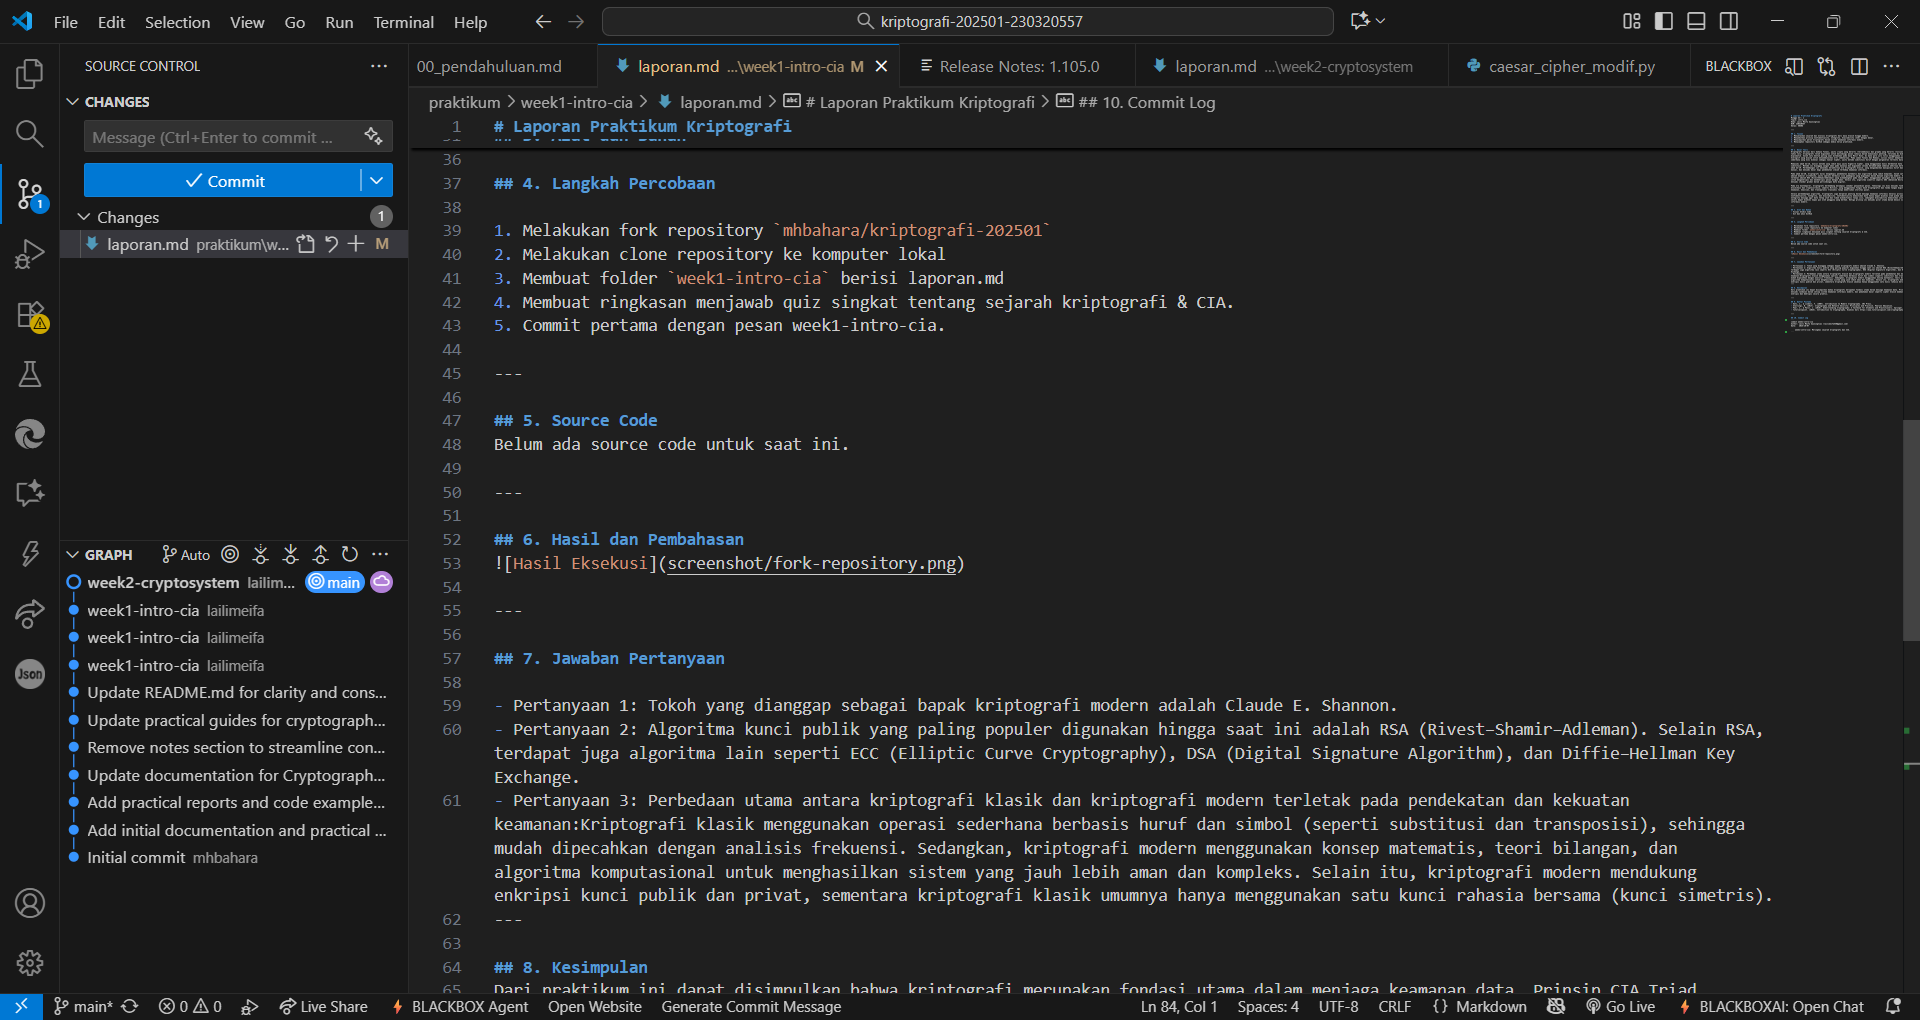 File Edit Selection View Go Run Terminal Help
kriptografi-202501-230320557
SOURCE CONTROL
CHANGES
Message (Ctrl+Enter to commit ...
Commit
Changes 1
laporan.md praktikum\w... M
GRAPH Auto
week2-cryptosystem lailim... main
week1-intro-cia lailimeifa
week1-intro-cia lailimeifa
week1-intro-cia lailimeifa
Update README.md for clarity and cons...
Update practical guides for cryptograph...
Remove notes section to streamline con...
Update documentation for Cryptograph...
Add practical reports and code example...
Add initial documentation and practical ...
Initial commit mhbahara
1
Json
00_pendahuluan.md
laporan.md ...\week1-intro-cia M
Release Notes: 1.105.0
laporan.md ...\week2-cryptosystem
caesar_cipher_modif.py
BLACKBOX
praktikum > week1-intro-cia > laporan.md > # Laporan Praktikum Kriptografi > ## 10. Commit Log
1 # Laporan Praktikum Kriptografi
36
37 ## 4. Langkah Percobaan
38
39 1. Melakukan fork repository `mhbahara/kriptografi-202501`
40 2. Melakukan clone repository ke komputer lokal
41 3. Membuat folder `week1-intro-cia` berisi laporan.md
42 4. Membuat ringkasan menjawab quiz singkat tentang sejarah kriptografi & CIA.
43 5. Commit pertama dengan pesan week1-intro-cia.
44
45 ---
46
47 ## 5. Source Code
48 Belum ada source code untuk saat ini.
49
50 ---
51
52 ## 6. Hasil dan Pembahasan
53 ![Hasil Eksekusi](screenshot/fork-repository.png)
54
55 ---
56
57 ## 7. Jawaban Pertanyaan
58
59 - Pertanyaan 1: Tokoh yang dianggap sebagai bapak kriptografi modern adalah Claude E. Shannon.
60 - Pertanyaan 2: Algoritma kunci publik yang paling populer digunakan hingga saat ini adalah RSA (Rivest–Shamir–Adleman). Selain RSA,
terdapat juga algoritma lain seperti ECC (Elliptic Curve Cryptography), DSA (Digital Signature Algorithm), dan Diffie–Hellman Key
Exchange.
61 - Pertanyaan 3: Perbedaan utama antara kriptografi klasik dan kriptografi modern terletak pada pendekatan dan kekuatan
keamanan:Kriptografi klasik menggunakan operasi sederhana berbasis huruf dan simbol (seperti substitusi dan transposisi), sehingga
mudah dipecahkan dengan analisis frekuensi. Sedangkan, kriptografi modern menggunakan konsep matematis, teori bilangan, dan
algoritma komputasional untuk menghasilkan sistem yang jauh lebih aman dan kompleks. Selain itu, kriptografi modern mendukung
enkripsi kunci publik dan privat, sementara kriptografi klasik umumnya hanya menggunakan satu kunci rahasia bersama (kunci simetris).
62 ---
63
64 ## 8. Kesimpulan
65 Dari praktikum ini dapat disimpulkan bahwa kriptografi merupakan fondasi utama dalam menjaga keamanan data. Prinsip CIA Triad
main* 0 0 Live Share BLACKBOX Agent Open Website Generate Commit Message Ln 84, Col 1 Spaces: 4 UTF-8 CRLF {} Markdown Go Live BLACKBOXAI: Open Chat